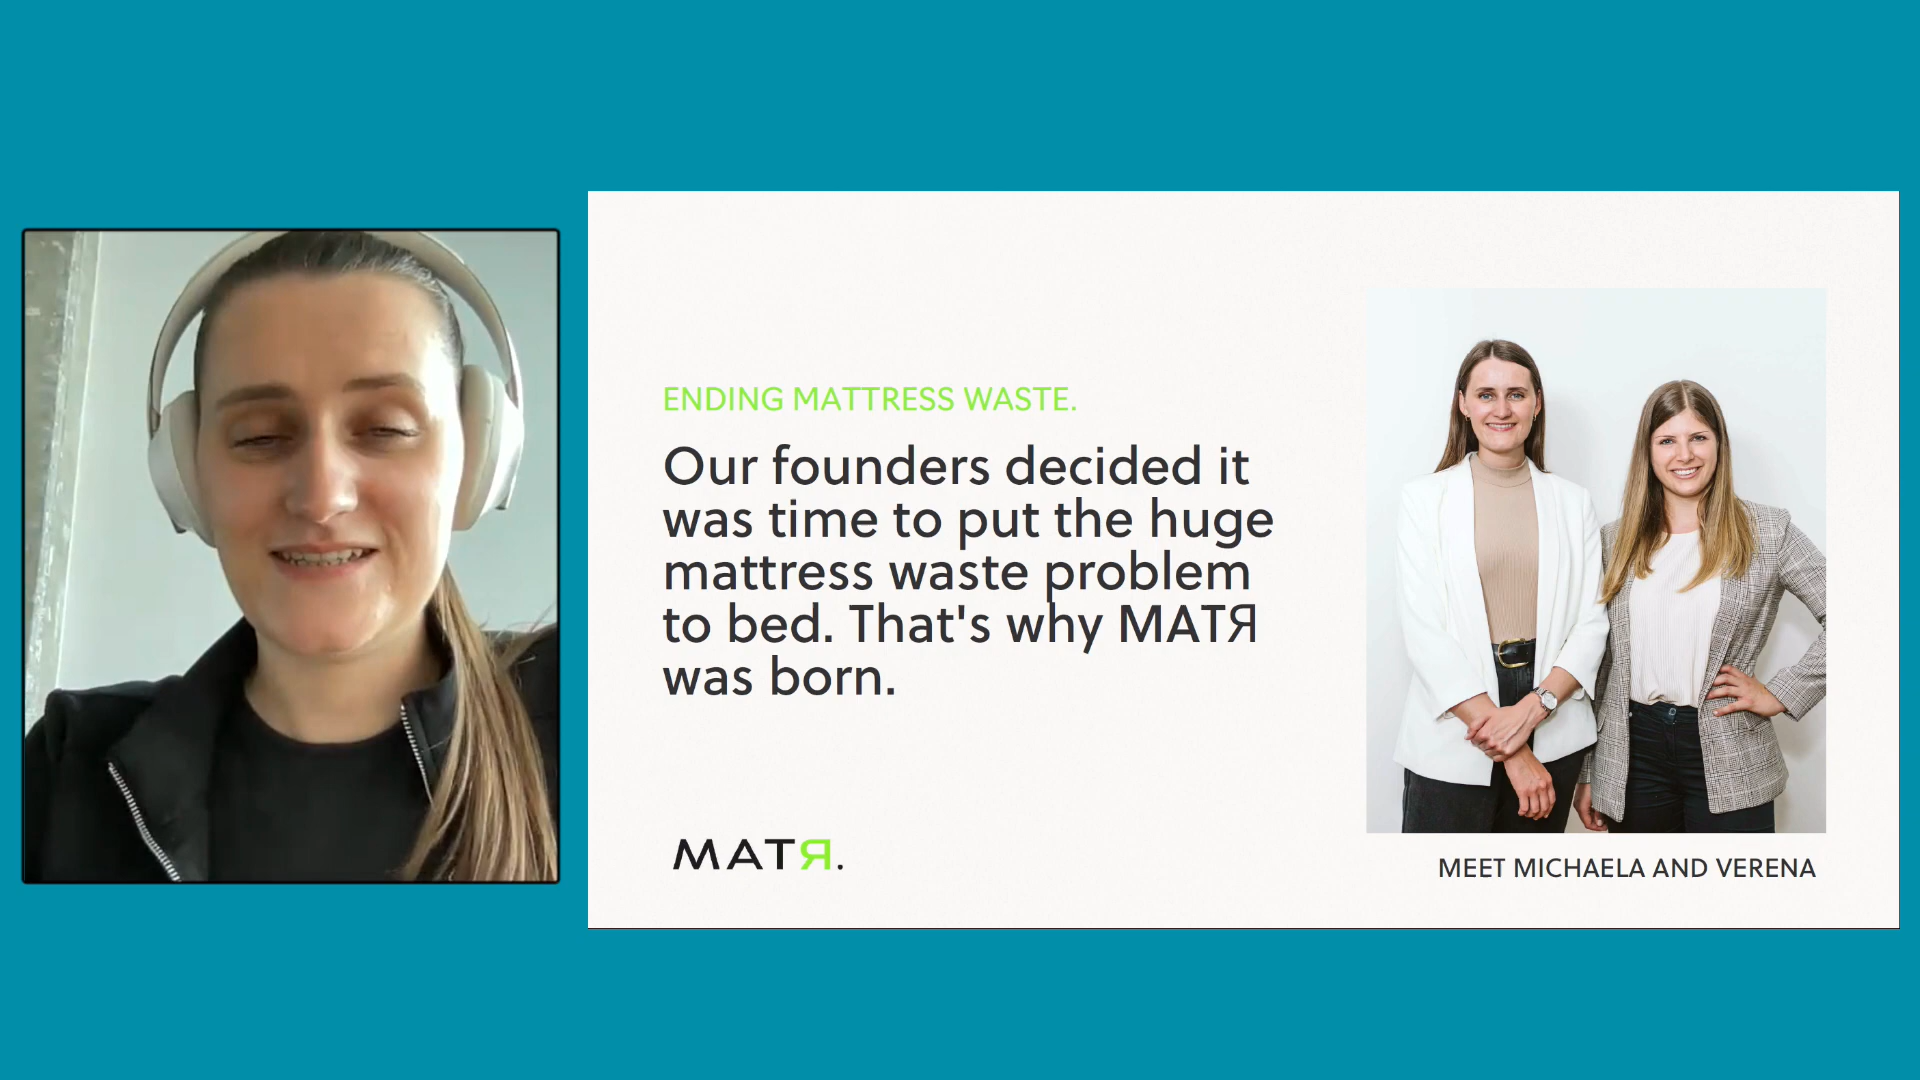 ENDING MATTRESS WASTE.
Our founders decided it
was time to put the huge
mattress waste problem
to bed. That's why MATЯ
was born.
MATЯ.
MEET MICHAELA AND VERENA